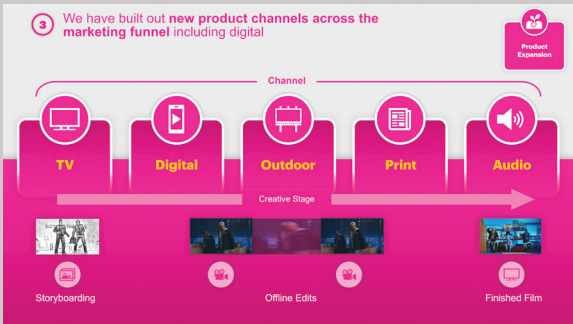 3
We have built out new product channels across the
marketing funnel including digital
Product
Expansion
Channel
TV
Digital
Outdoor
Print
Audio
Creative Stage
Storyboarding
Offline Edits
Finished Film